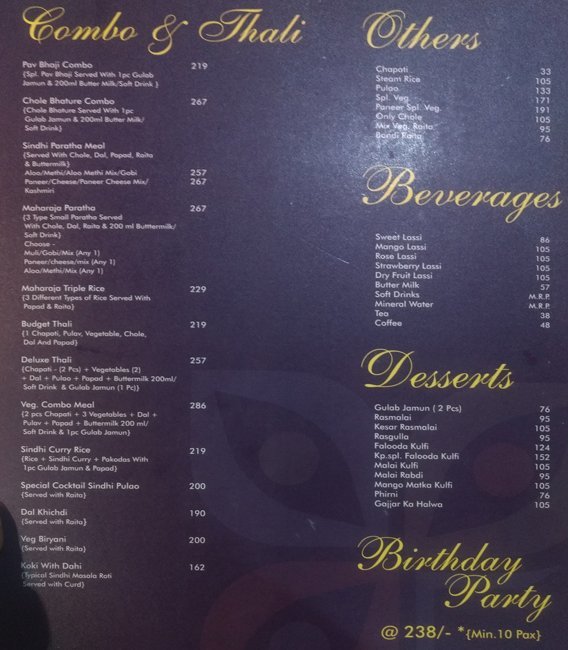 Combo & Thali
Pav Bhaji Combo 219
{Spl. Pav Bhaji Served With 1pc Gulab
Jamun & 200ml Butter Milk/Soft Drink }
Chole Bhature Combo 267
{Chole Bhature Served With 1pc
Gulab Jamun & 200ml Butter Milk/
Soft Drink}
Sindhi Paratha Meal
{Served With Chole, Dal, Papad, Raita
& Buttermilk}
Aloo/Methi/Aloo Methi Mix/Gobi 257
Paneer/Cheese/Paneer Cheese Mix/ 267
Kashmiri
Maharaja Paratha 267
{3 Type Small Paratha Served
With Chole, Dal, Raita & 200 ml Butttermilk/
Soft Drink}
Choose -
Muli/Gobi/Mix (Any 1)
Paneer/cheese/mix (Any 1)
Aloo/Methi/Mix (Any 1)
Maharaja Triple Rice 229
{3 Different Types of Rice Served With
Papad & Raita}
Budget Thali 219
{1 Chapati, Pulav, Vegetable, Chole,
Dal And Papad}
Deluxe Thali 257
{Chapati - (2 Pcs) + Vegetables (2)
+ Dal + Pulao + Papad + Buttermilk 200ml/
Soft Drink & Gulab Jamun (1 Pc)}
Veg. Combo Meal 286
{2 pcs Chapati + 3 Vegetables + Dal +
Pulav + Papad + Buttermilk 200 ml/
Soft Drink & 1pc Gulab Jamun}
Sindhi Curry Rice 219
{Rice + Sindhi Curry + Pakodas With
1pc Gulab Jamun & Papad}
Special Cocktail Sindhi Pulao 200
{Served with Raita}
Dal Khichdi 190
{Served with Raita}
Veg Biryani 200
{Served with Raita}
Koki With Dahi 162
{Typical Sindhi Masala Roti
Served with Curd}
Others
Chapati 33
Steam Rice 105
Pulao 133
Spl. Veg. 171
Paneer Spl. Veg. 191
Only Chole 105
Mix Veg. Raita 95
Bondi Raita 76
Beverages
Sweet Lassi 86
Mango Lassi 105
Rose Lassi 105
Strawberry Lassi 105
Dry Fruit Lassi 105
Butter Milk 57
Soft Drinks M.R.P.
Mineral Water M.R.P.
Tea 38
Coffee 48
Desserts
Gulab Jamun ( 2 Pcs) 76
Rasmalai 95
Kesar Rasmalai 105
Rasgulla 95
Falooda Kulfi 124
Kp.spl. Falooda Kulfi 152
Malai Kulfi 105
Malai Rabdi 95
Mango Matka Kulfi 105
Phirni 76
Gajjar Ka Halwa 105
Birthday
Party
@ 238/- *{Min.10 Pax}